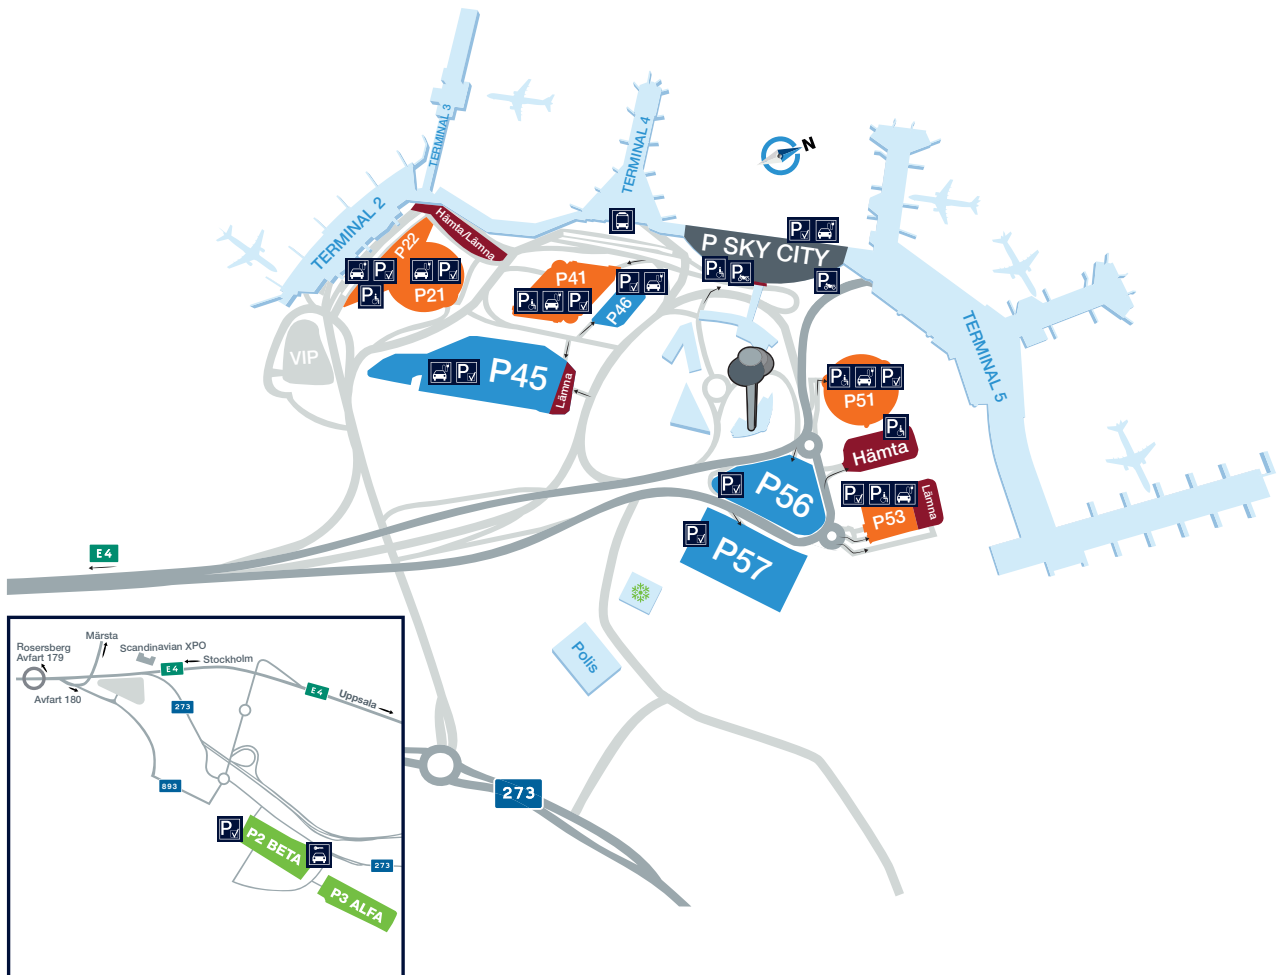 TERMINAL 3
TERMINAL 4
N
TERMINAL 2
Hämta/Lämna
P SKY CITY
P
P
P22
P
P
P
P21
P41
P
P
P
P46
P
P
P
VIP
P45
P
Lämna
TERMINAL 5
P
P
P51
P
Hämta
P56
P
P
P
P53
Lämna
P57
P
E4
Polis
Märsta
Rosersberg
Avfart 179
Scandinavian XPO
Stockholm
E4
E4
Uppsala
Avfart 180
273
893
273
P
P2 BETA
273
P3 ALFA